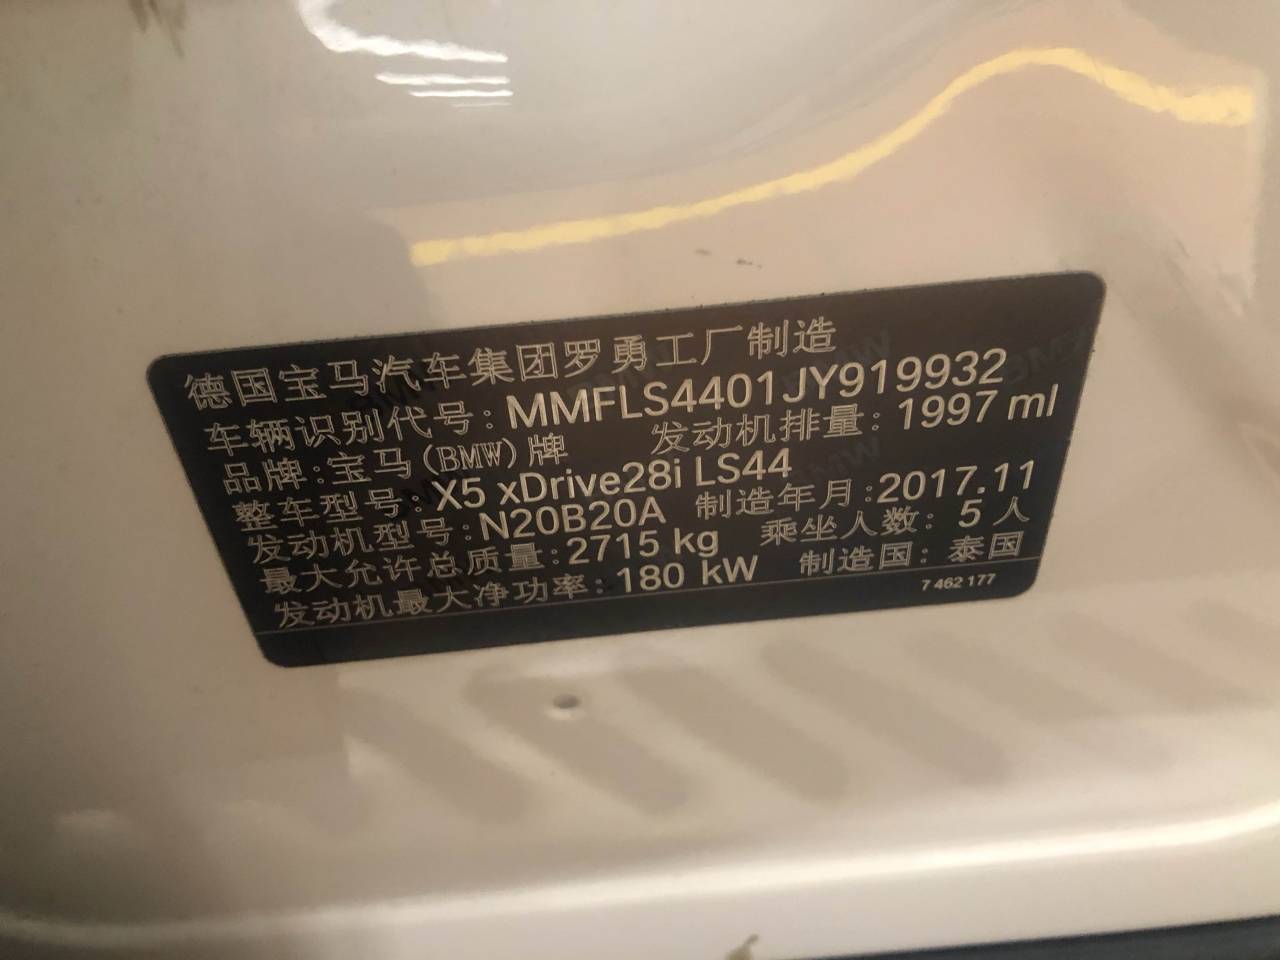 德国宝马汽车集团罗勇工厂制造
车辆识别代号: MMFLS4401JY919932
品牌:宝马(BMW)牌 发动机排量: 1997 ml
整车型号: X5 xDrive28i LS44
发动机型号: N20B20A 制造年月:2017.11
最大允许总质量: 2715 kg 乘坐人数: 5 人
发动机最大净功率: 180 kW 制造国: 泰国
7 462 177